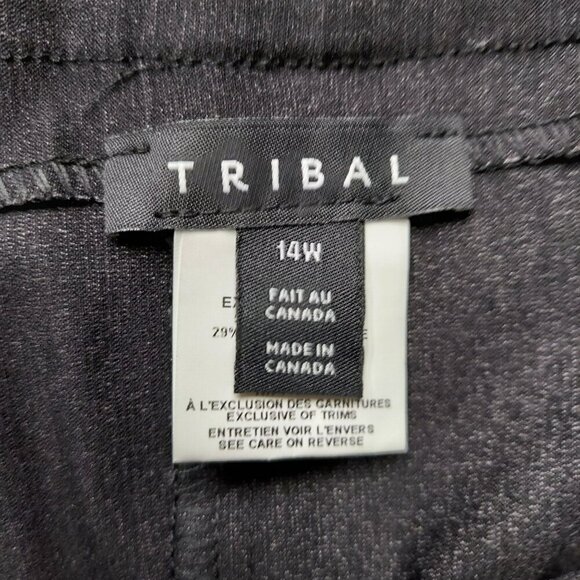 TRIBAL
14W
FAIT AU
CANADA
MADE IN
CANADA
29%
À L'EXCLUSION DES GARNITURES
EXCLUSIVE OF TRIMS
ENTRETIEN VOIR L'ENVERS
SEE CARE ON REVERSE